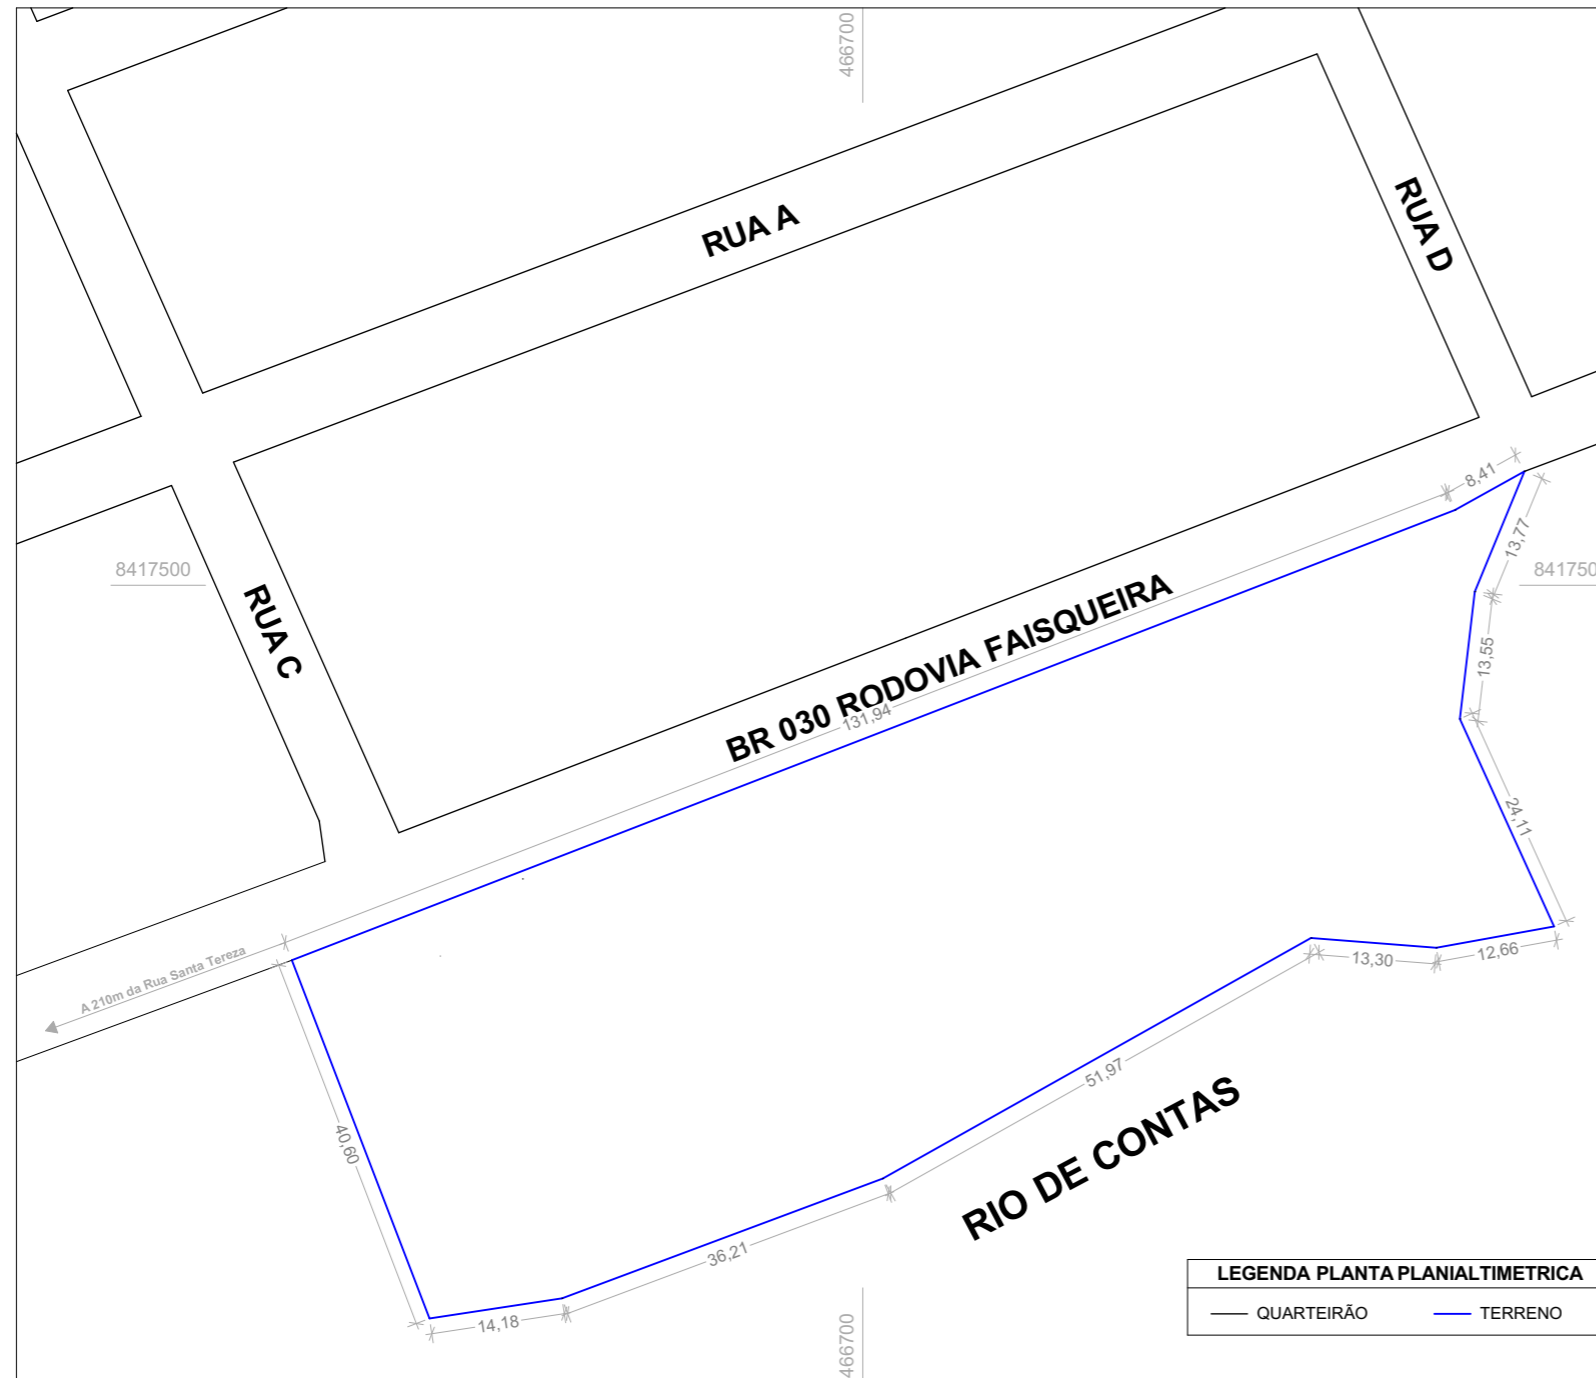 466700
RUA A
RUA D
8,41
13,77
8417500
841750
RUA C
13,55
BR 030 RODOVIA FAISQUEIRA
131,94
24,11
A 210m da Rua Santa Tereza
13,30
12,66
51,97
40,60
RIO DE CONTAS
36,21
14,18
466700
LEGENDA PLANTA PLANIALTIMETRICA
QUARTEIRÃO TERRENO